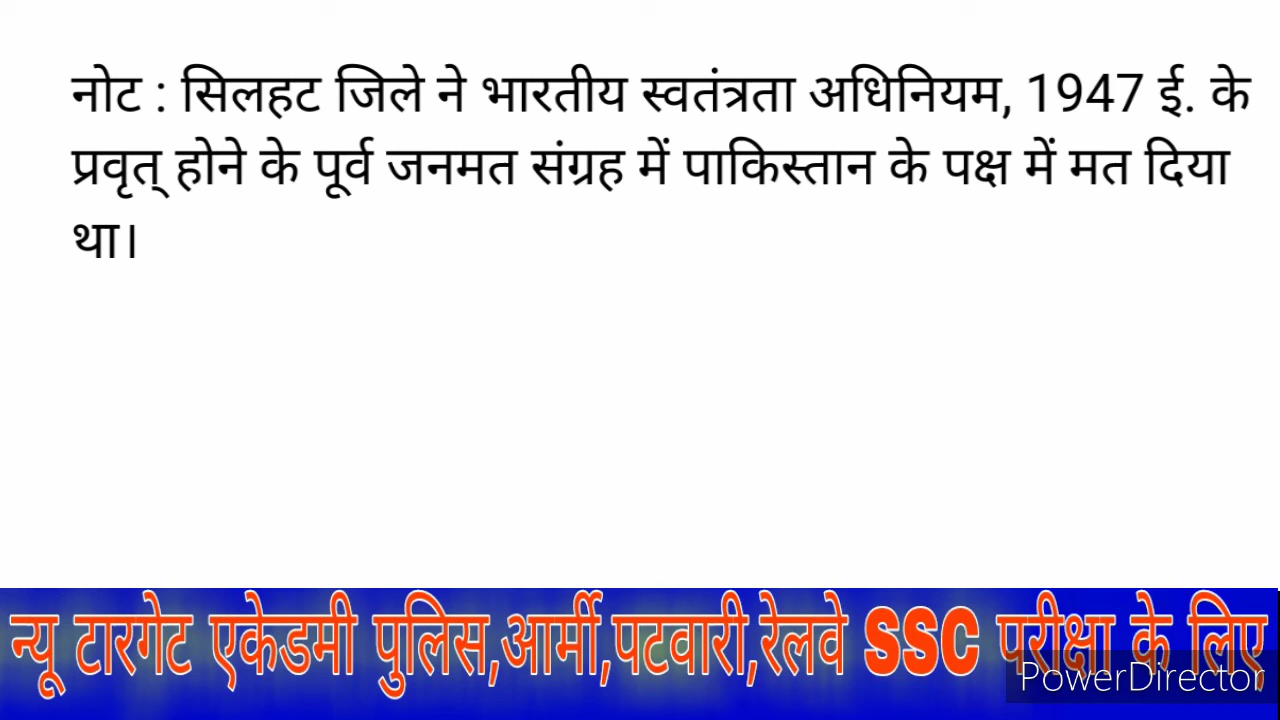 नोट : सिलहट जिले ने भारतीय स्वतंत्रता अधिनियम, 1947 ई. के
प्रवृत् होने के पूर्व जनमत संग्रह में पाकिस्तान के पक्ष में मत दिया
था।
न्यू टारगेट एकेडमी पुलिस,आर्मी,पटवारी,रेलवे SSC परीक्षा के लिए
PowerDirector